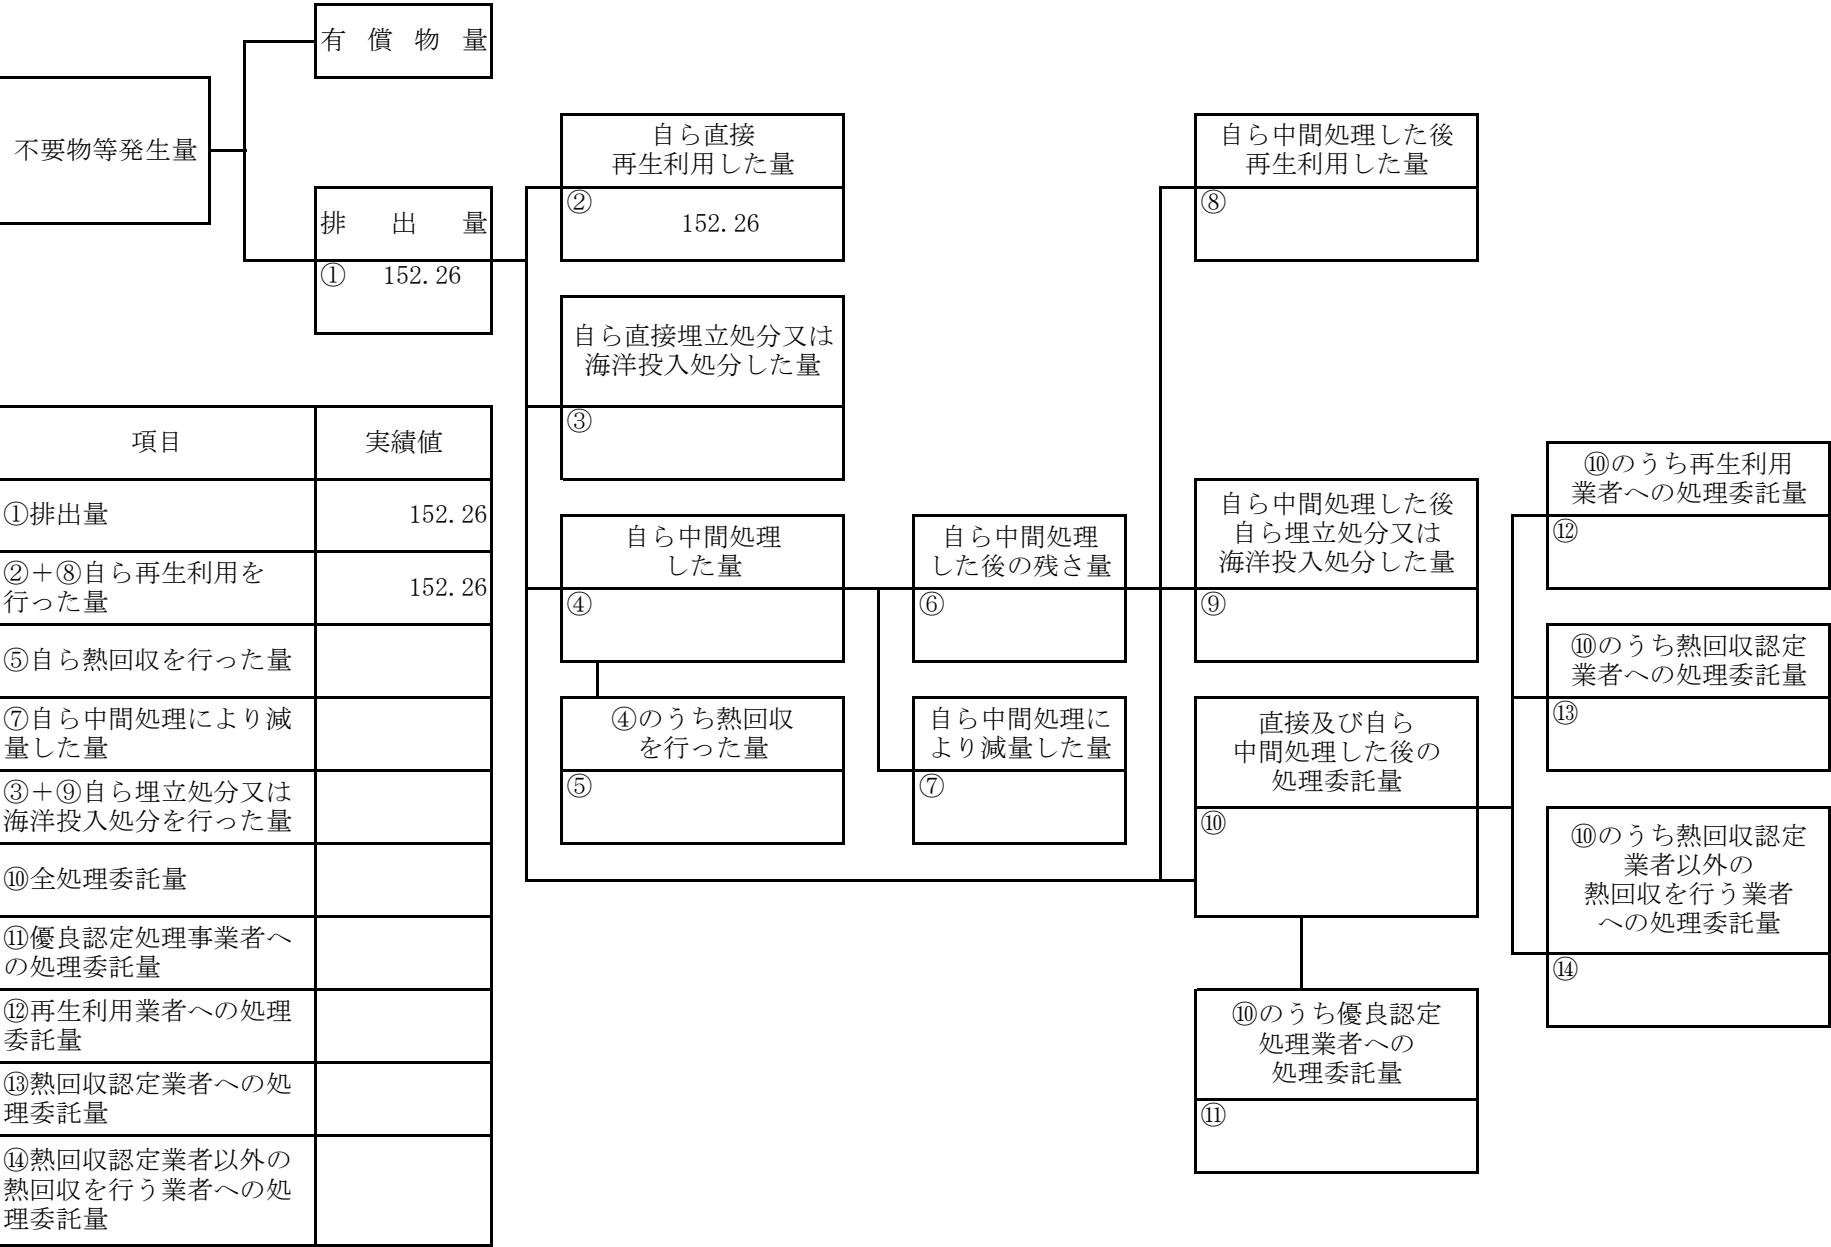 有償物量
不要物等発生量
排出量
① 152.26
自ら直接
再生利用した量
②
152.26
自ら直接埋立処分又は
海洋投入処分した量
③
自ら中間処理
した量
④
④のうち熱回収
を行った量
⑤
自ら中間処理
した後の残さ量
⑥
自ら中間処理に
より減量した量
⑦
自ら中間処理した後
再生利用した量
⑧
自ら中間処理した後
自ら埋立処分又は
海洋投入処分した量
⑨
直接及び自ら
中間処理した後の
処理委託量
⑩
⑩のうち優良認定
処理業者への
処理委託量
⑪
⑩のうち再生利用
業者への処理委託量
⑫
⑩のうち熱回収認定
業者への処理委託量
⑬
⑩のうち熱回収認定
業者以外の
熱回収を行う業者
への処理委託量
⑭
項目 実績値
①排出量 152.26
②+⑧自ら再生利用を
行った量 152.26
⑤自ら熱回収を行った量
⑦自ら中間処理により減
量した量
③+⑨自ら埋立処分又は
海洋投入処分を行った量
⑩全処理委託量
⑪優良認定処理事業者へ
の処理委託量
⑫再生利用業者への処理
委託量
⑬熱回収認定業者への処
理委託量
⑭熱回収認定業者以外の
熱回収を行う業者への処
理委託量